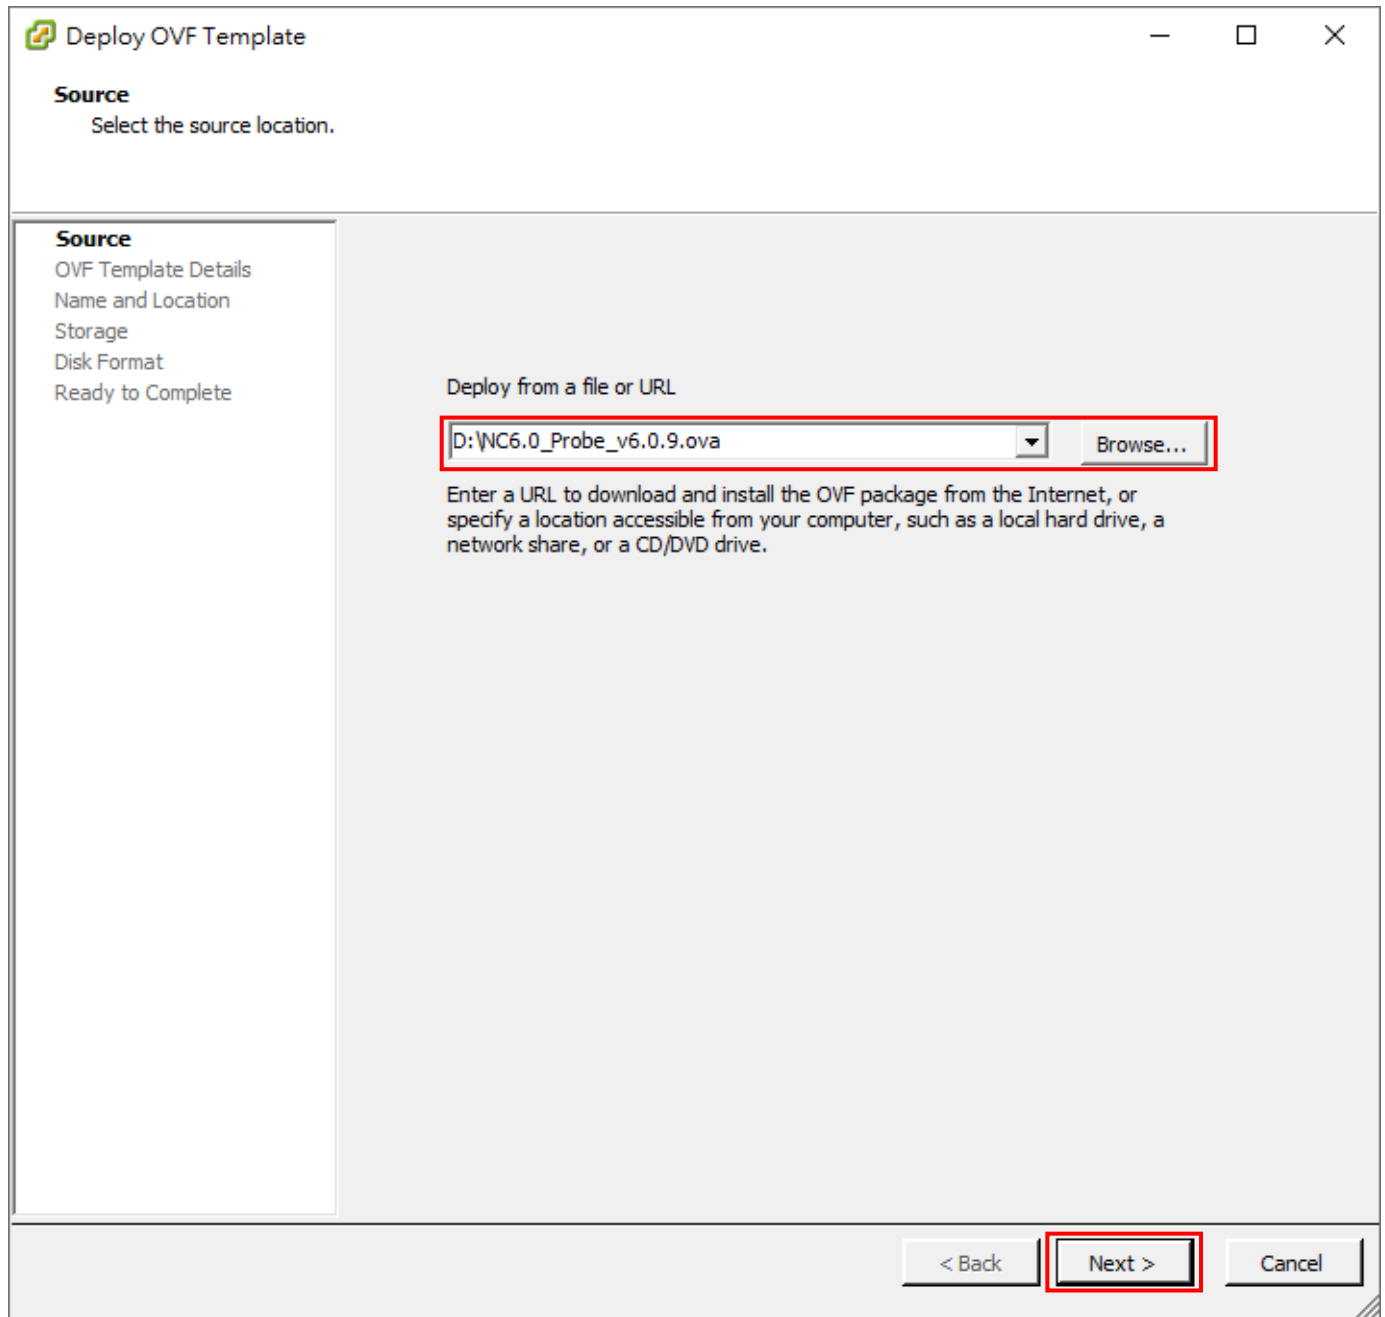 Deploy OVF Template
Source
Select the source location.
Source
OVF Template Details
Name and Location
Storage
Disk Format
Ready to Complete
Deploy from a file or URL
D:\NC6.0_Probe_v6.0.9.ova
Browse...
Enter a URL to download and install the OVF package from the Internet, or
specify a location accessible from your computer, such as a local hard drive, a
network share, or a CD/DVD drive.
< Back
Next >
Cancel